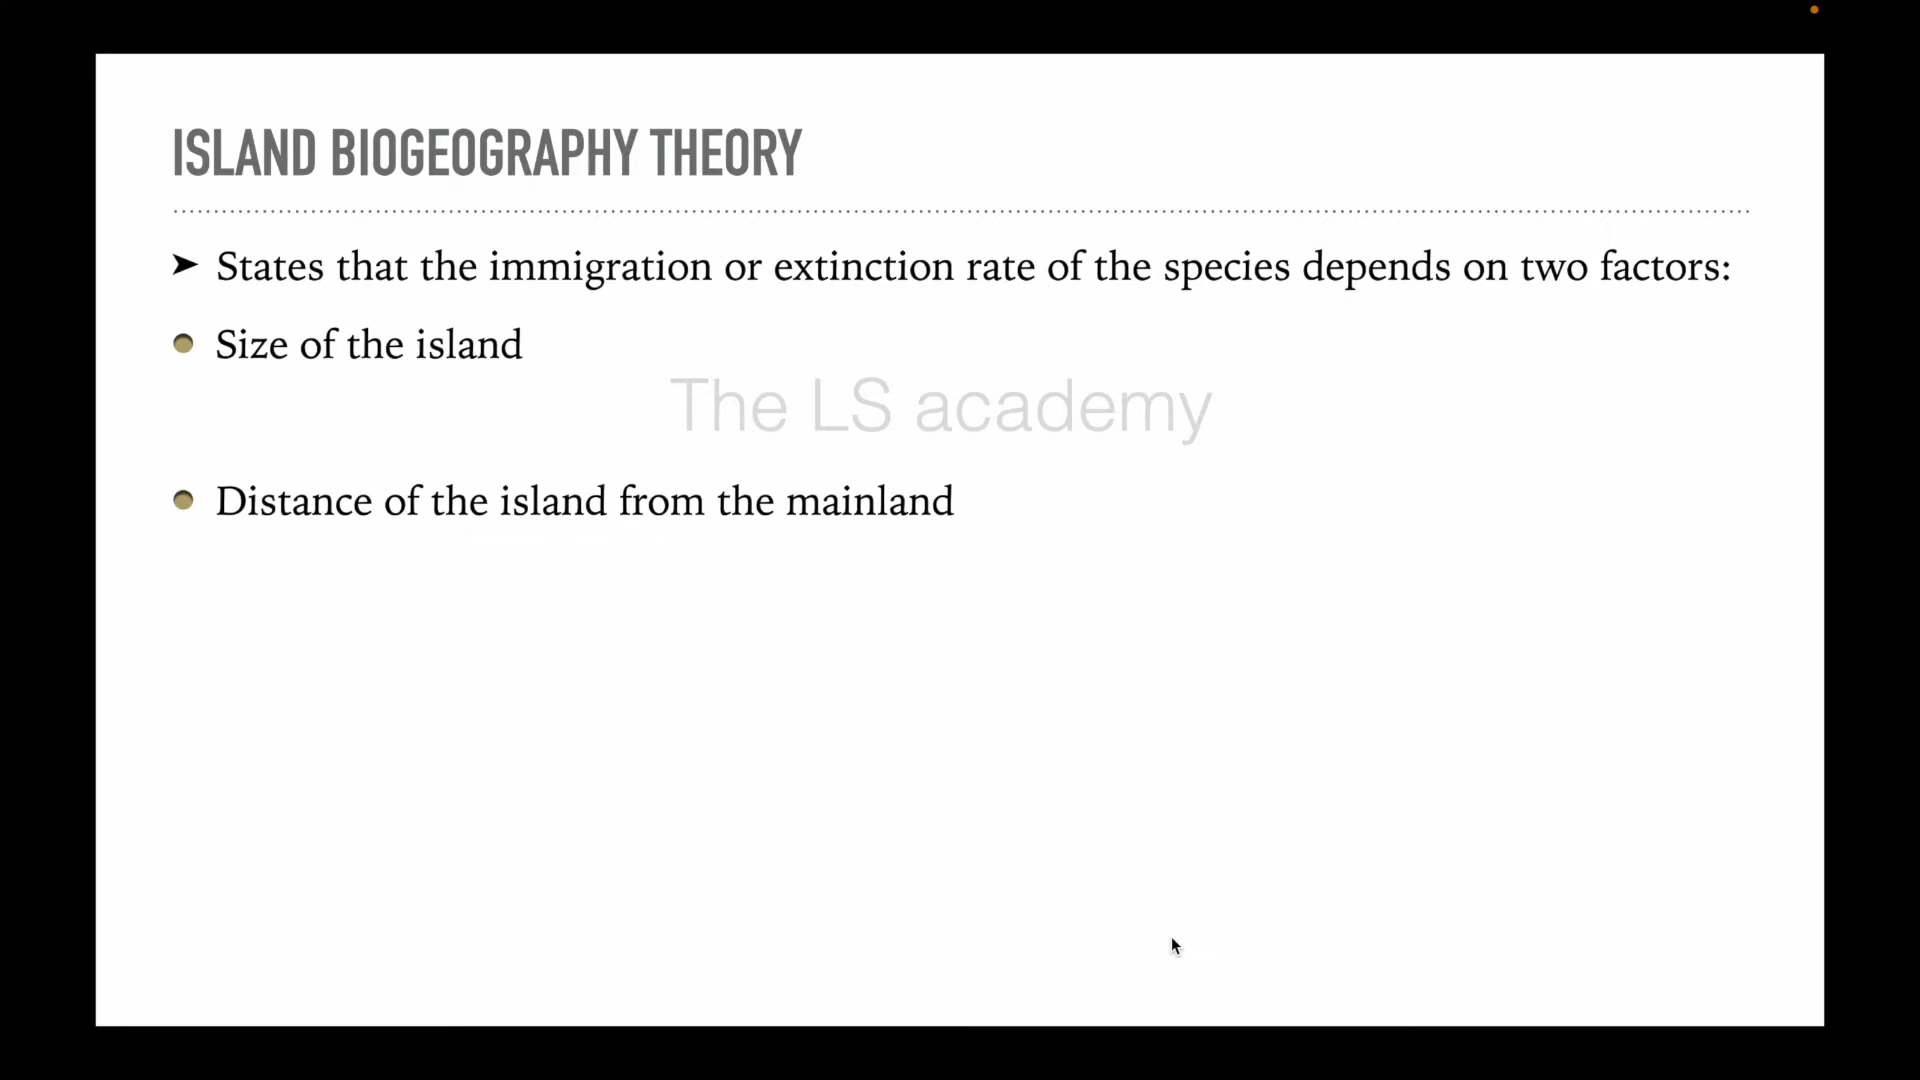 ISLAND BIOGEOGRAPHY THEORY
➤ States that the immigration or extinction rate of the species depends on two factors:
Size of the island
The LS academy
Distance of the island from the mainland